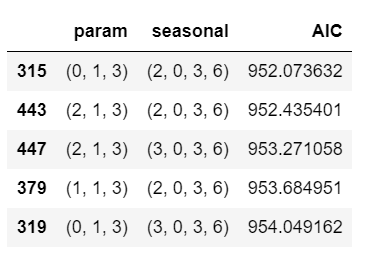 param seasonal AIC
315 (0, 1, 3) (2, 0, 3, 6) 952.073632
443 (2, 1, 3) (2, 0, 3, 6) 952.435401
447 (2, 1, 3) (3, 0, 3, 6) 953.271058
379 (1, 1, 3) (2, 0, 3, 6) 953.684951
319 (0, 1, 3) (3, 0, 3, 6) 954.049162